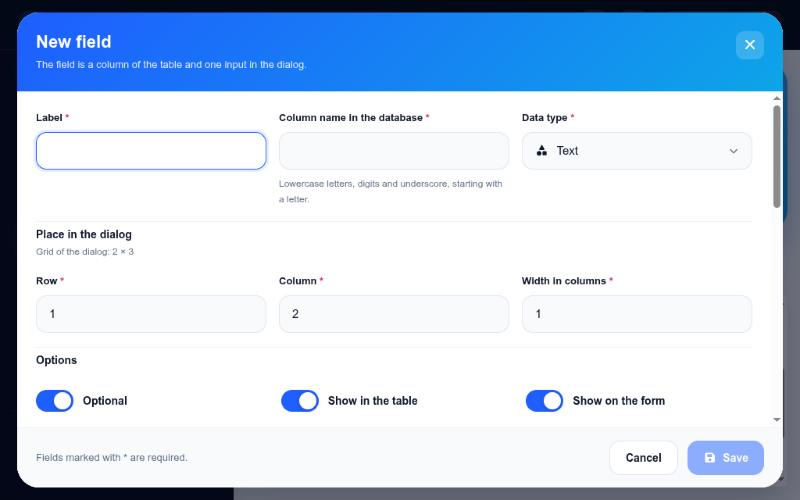 New field
The field is a column of the table and one input in the dialog.
Label *
Column name in the database *
Data type *
Text
Lowercase letters, digits and underscore, starting with
a letter.
Place in the dialog
Grid of the dialog: 2 × 3
Row *
Column *
Width in columns *
1
2
1
Options
Optional
Show in the table
Show on the form
Fields marked with * are required.
Cancel
Save